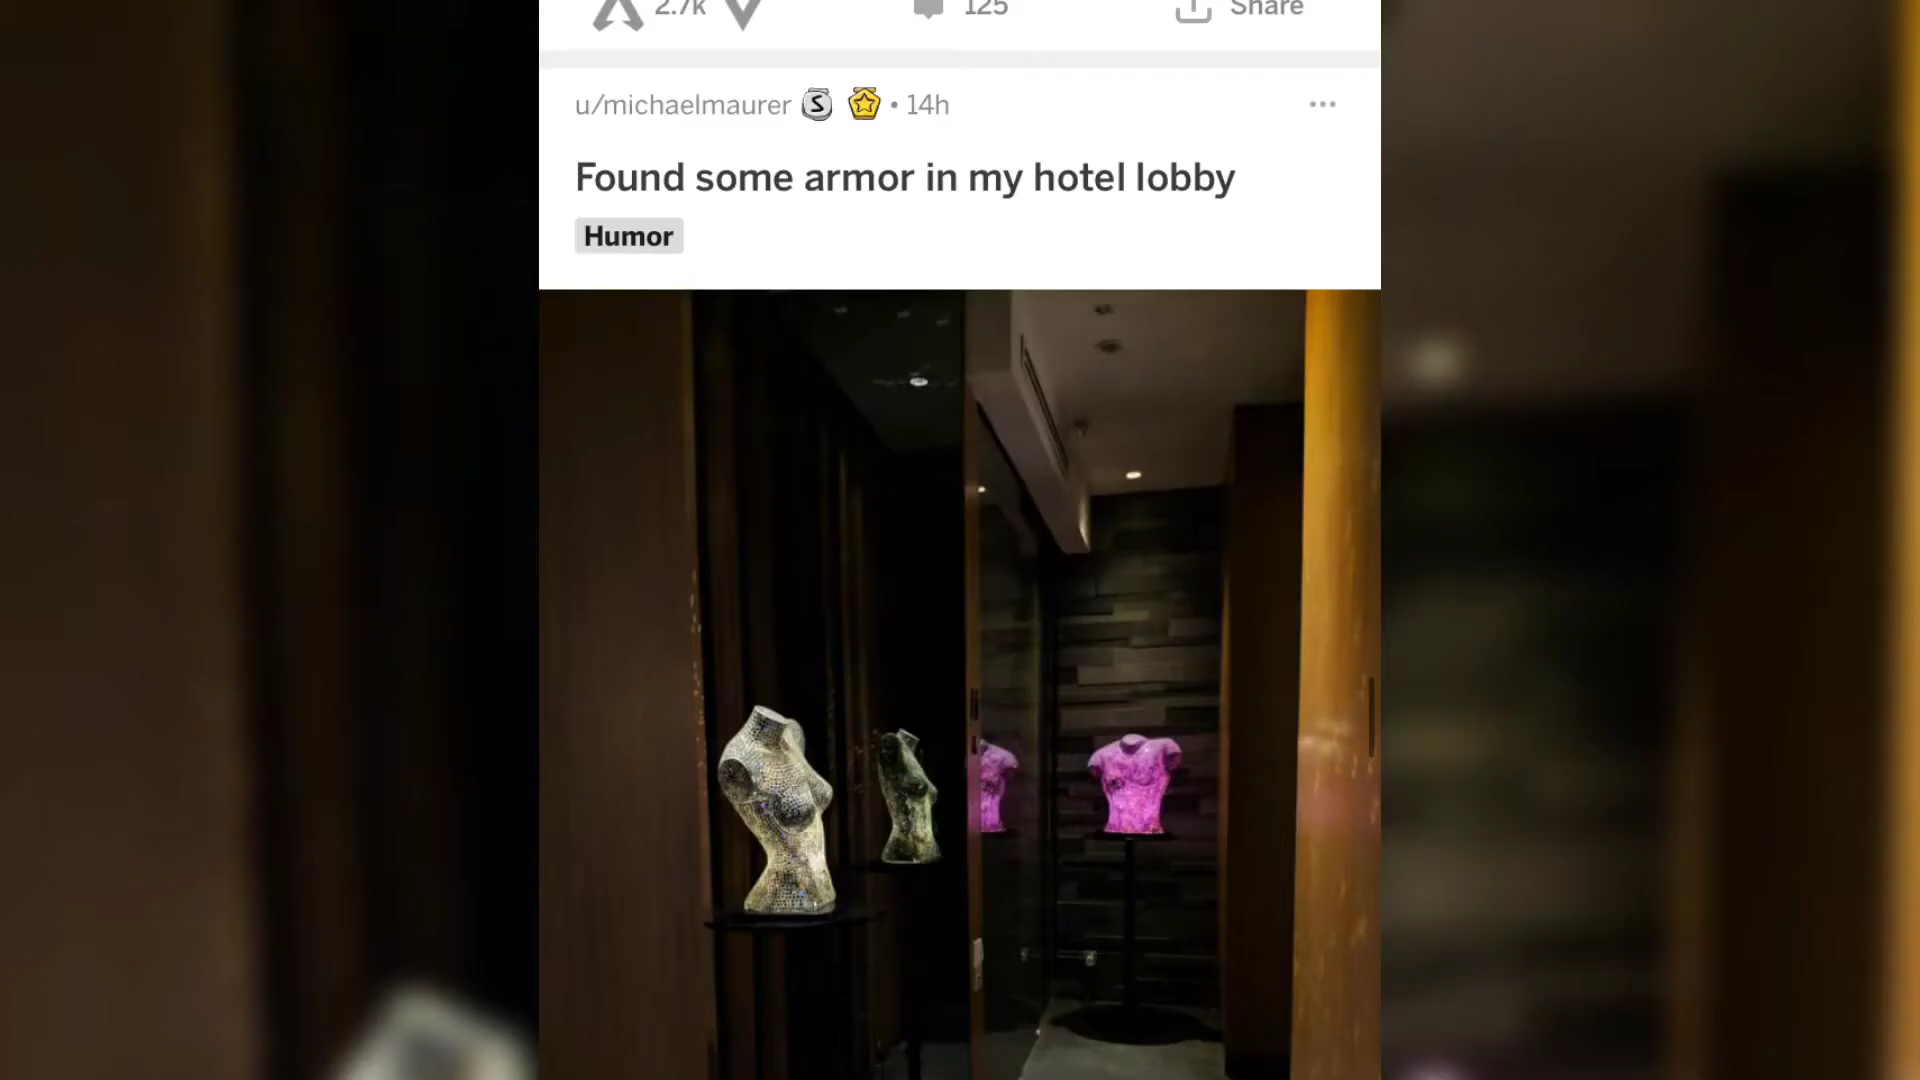 2.7k 125 Share
u/michaelmaurer S • 14h
Found some armor in my hotel lobby
Humor